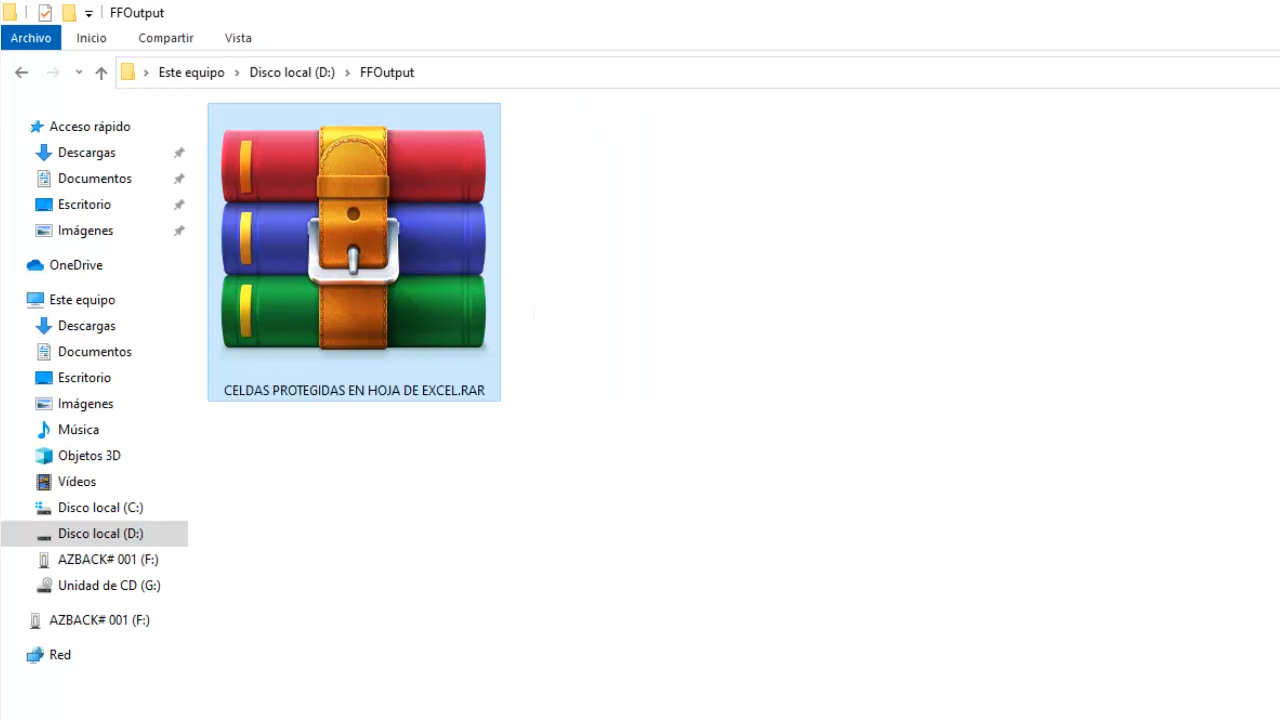 FFOutput
Archivo Inicio Compartir Vista
Este equipo Disco local (D:) FFOutput
Acceso rápido
Descargas
Documentos
Escritorio
Imágenes
OneDrive
Este equipo
Descargas
Documentos
Escritorio
Imágenes
Música
Objetos 3D
Vídeos
Disco local (C:)
Disco local (D:)
AZBACK# 001 (F:)
Unidad de CD (G:)
AZBACK# 001 (F:)
Red
CELDAS PROTEGIDAS EN HOJA DE EXCEL.RAR